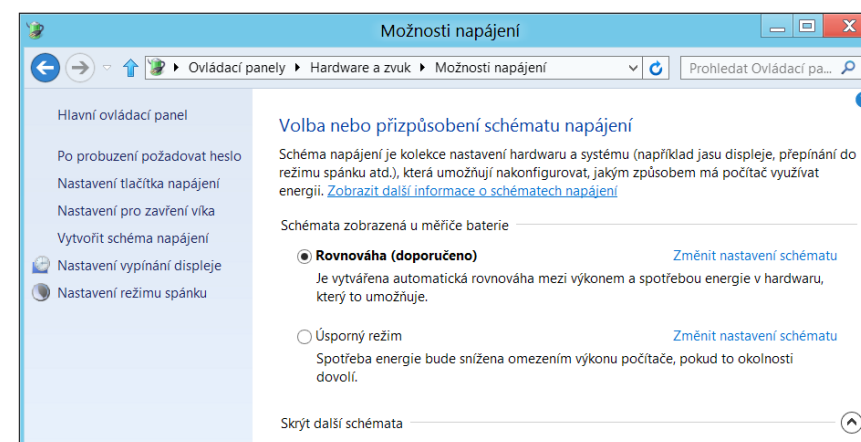 Možnosti napájení
Ovládací panely Hardware a zvuk Možnosti napájení
Prohledat Ovládací pa...
Hlavní ovládací panel
Po probuzení požadovat heslo
Nastavení tlačítka napájení
Nastavení pro zavření víka
Vytvořit schéma napájení
Nastavení vypínání displeje
Nastavení režimu spánku
Volba nebo přizpůsobení schématu napájení
Schéma napájení je kolekce nastavení hardwaru a systému (například jasu displeje, přepínání do
režimu spánku atd.), která umožňují nakonfigurovat, jakým způsobem má počítač využívat
energii. Zobrazit další informace o schématech napájení
Schémata zobrazená u měřiče baterie
Rovnováha (doporučeno) Změnit nastavení schématu
Je vytvářena automatická rovnováha mezi výkonem a spotřebou energie v hardwaru,
který to umožňuje.
Úsporný režim Změnit nastavení schématu
Spotřeba energie bude snížena omezením výkonu počítače, pokud to okolnosti
dovolí.
Skrýt další schémata